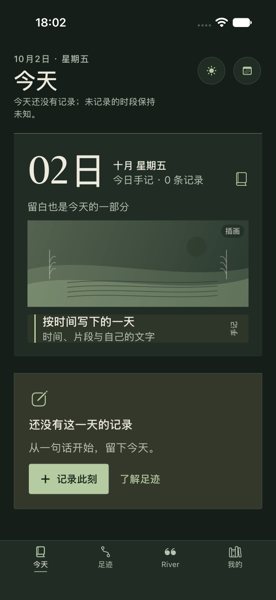 18:02
10月2日 · 星期五
今天
今天还没有记录；未记录的时段保持
未知。
02日
十月 星期五
今日手记 · 0 条记录
留白也是今天的一部分
插画
按时间写下的一天
时间、片段与自己的文字
手记
还没有这一天的记录
从一句话开始，留下今天。
+ 记录此刻
了解足迹
今天
足迹
River
我的